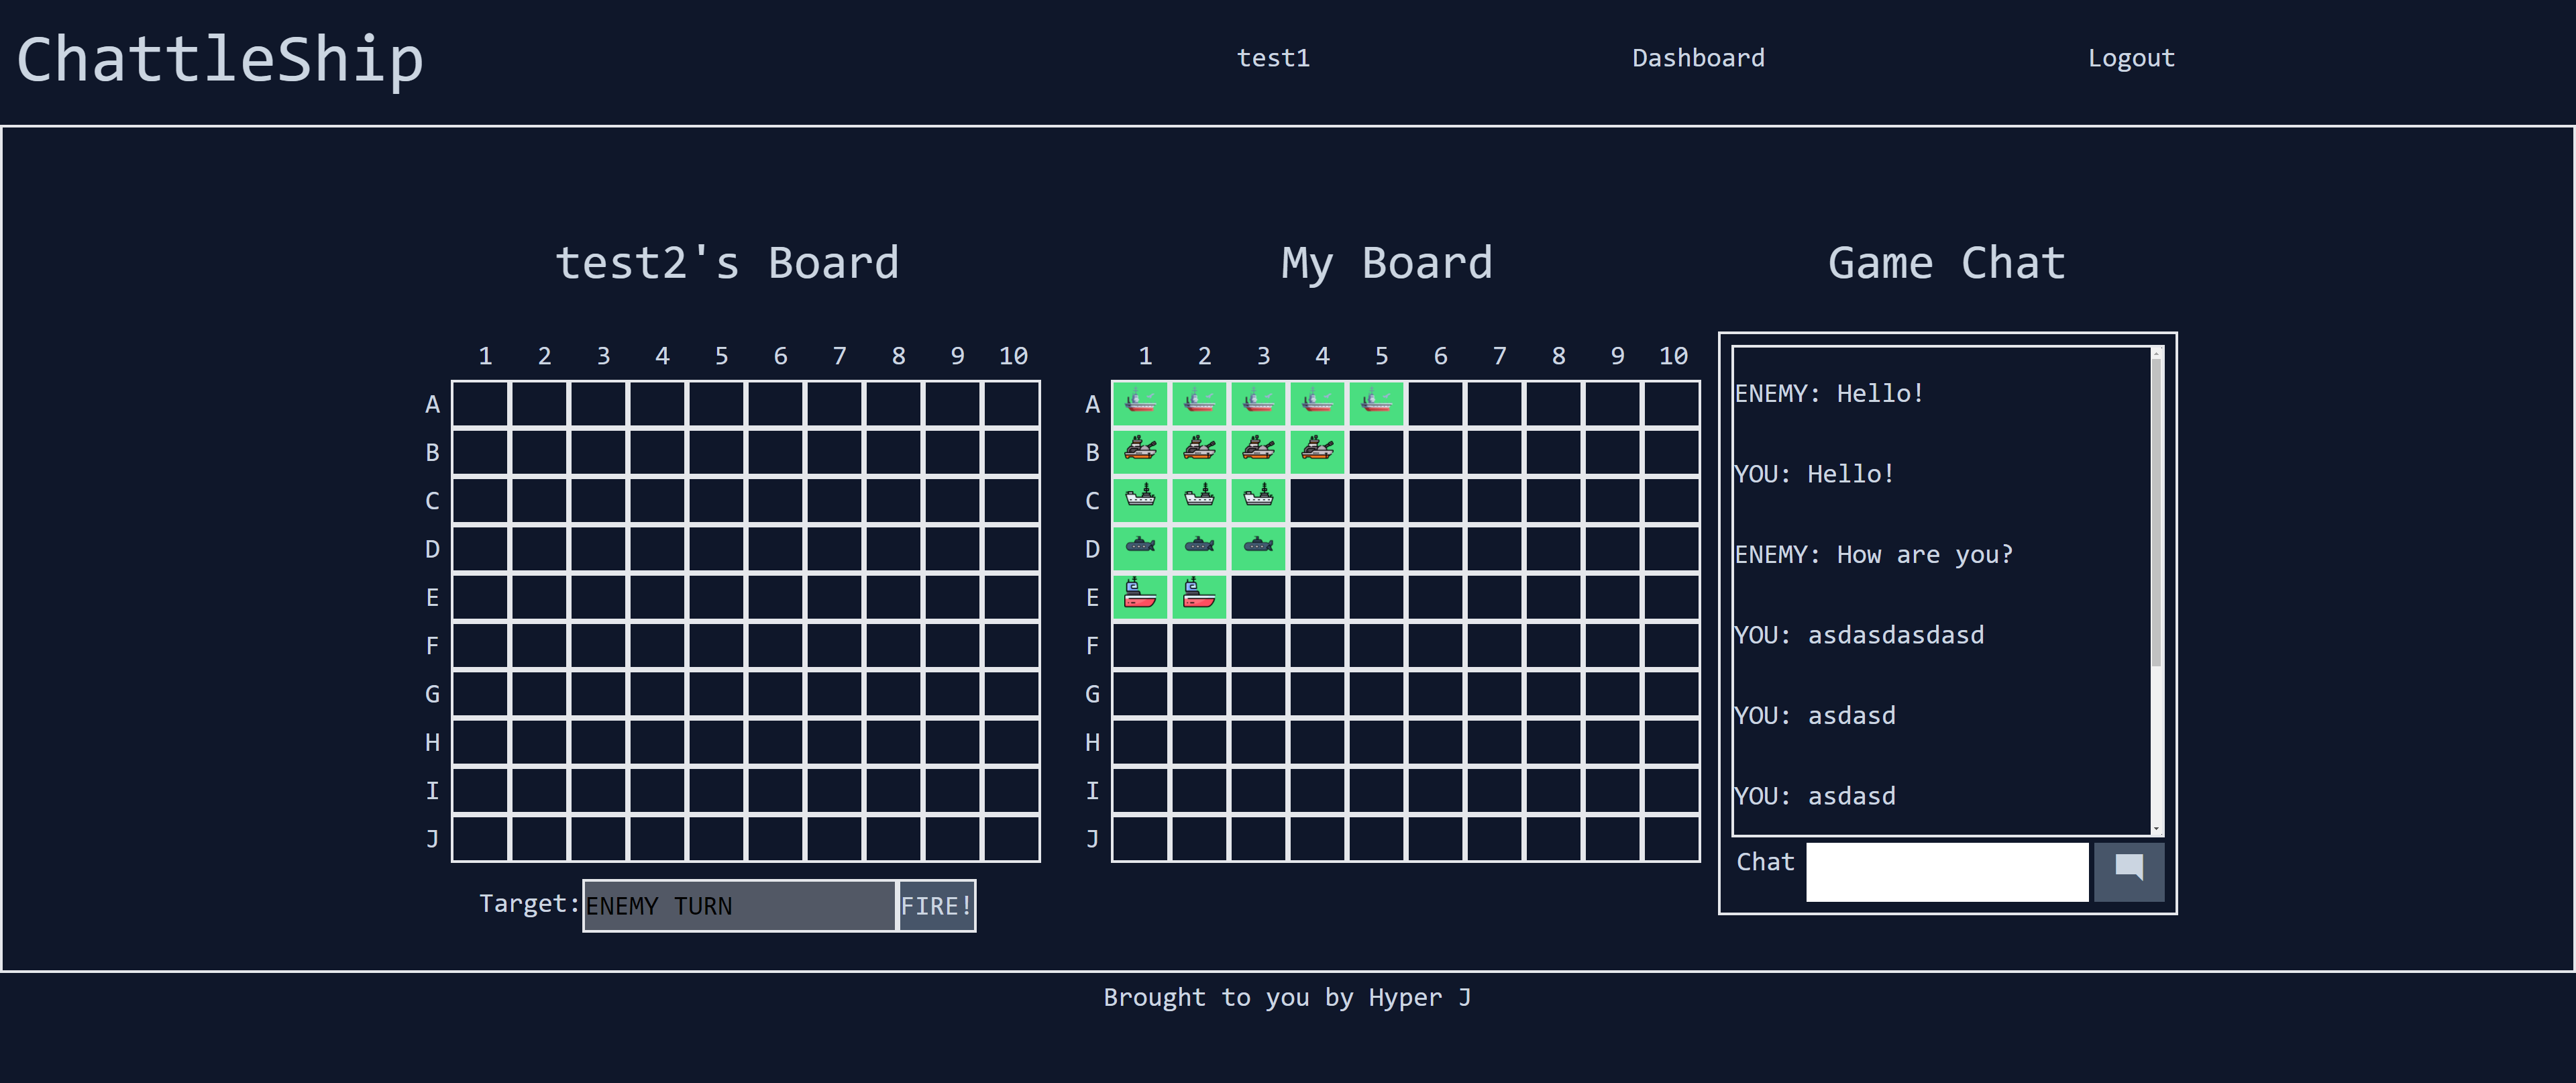 ChattleShip
test1
Dashboard
Logout
test2's Board
My Board
Game Chat
1 2 3 4 5 6 7 8 9 10
A
B
C
D
E
F
G
H
I
J
Target:
ENEMY TURN
FIRE!
1 2 3 4 5 6 7 8 9 10
A
B
C
D
E
F
G
H
I
J
ENEMY: Hello!
YOU: Hello!
ENEMY: How are you?
YOU: asdasdasdasd
YOU: asdasd
YOU: asdasd
Chat
Brought to you by Hyper J